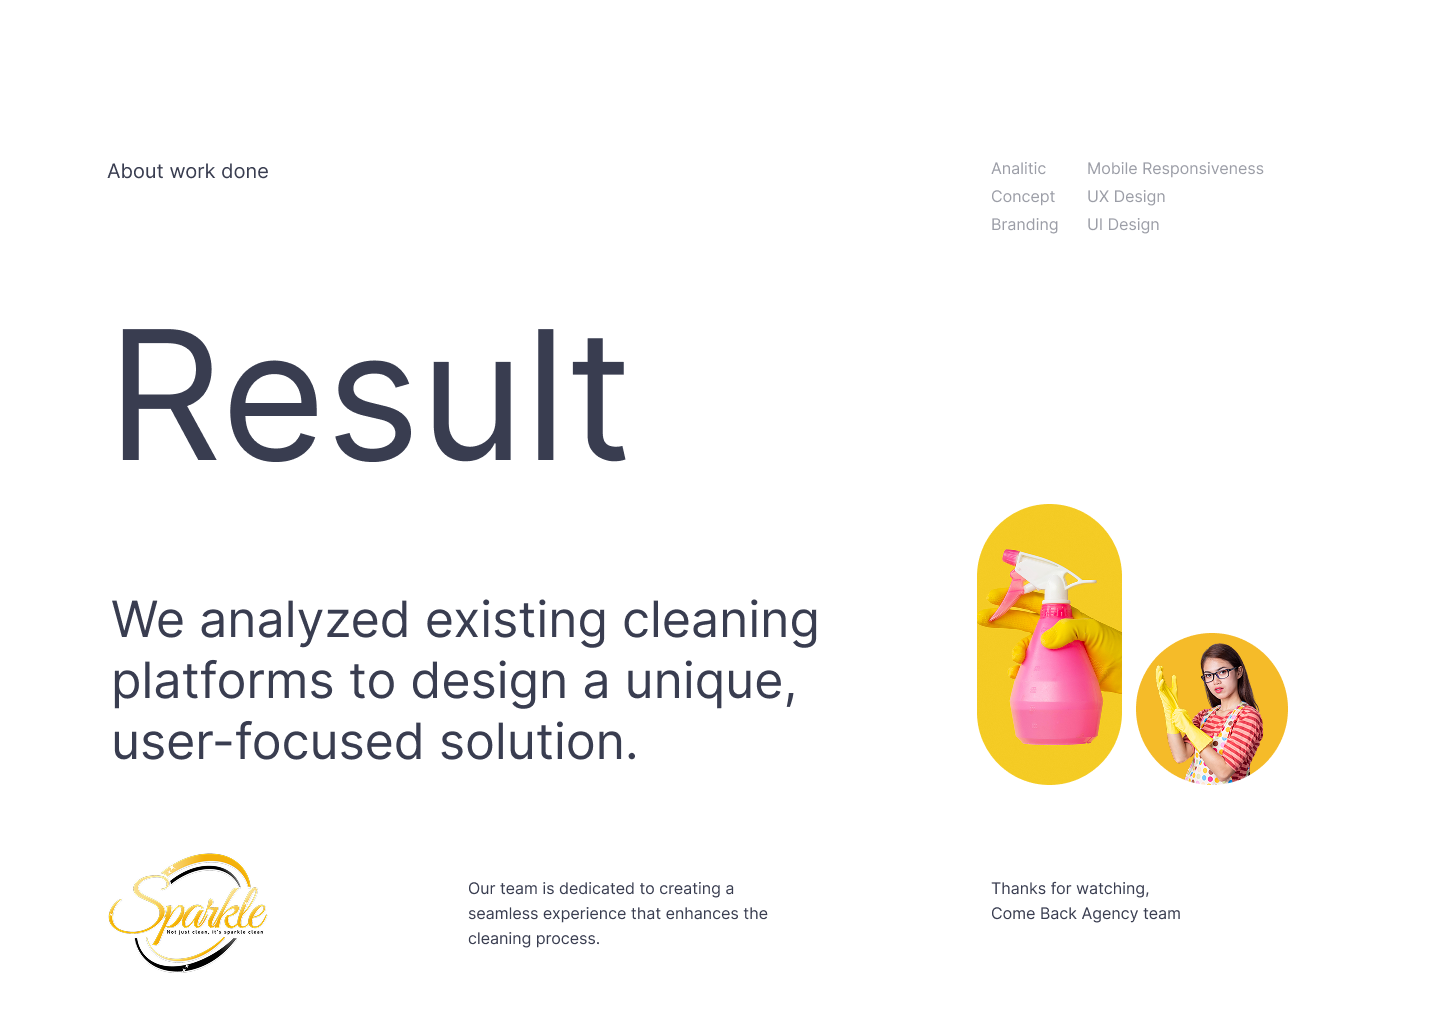 About work done
Analitic
Concept
Branding
Mobile Responsiveness
UX Design
UI Design
Result
We analyzed existing cleaning
platforms to design a unique,
user-focused solution.
Sparkle
Not just clean, it's sparkle clean
Our team is dedicated to creating a
seamless experience that enhances the
cleaning process.
Thanks for watching,
Come Back Agency team